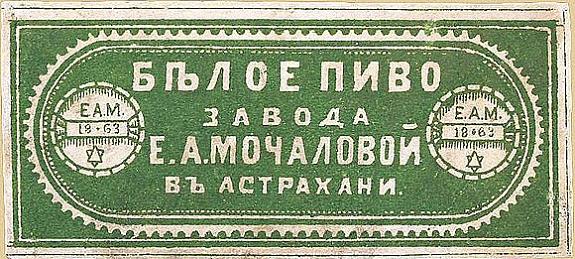 БѢЛОЕ ПИВО
ЗАВОДА
Е.А.МОЧАЛОВОЙ
ВЪ АСТРАХАНИ.
Е.А.М.
18•63
Е.А.М.
18•63